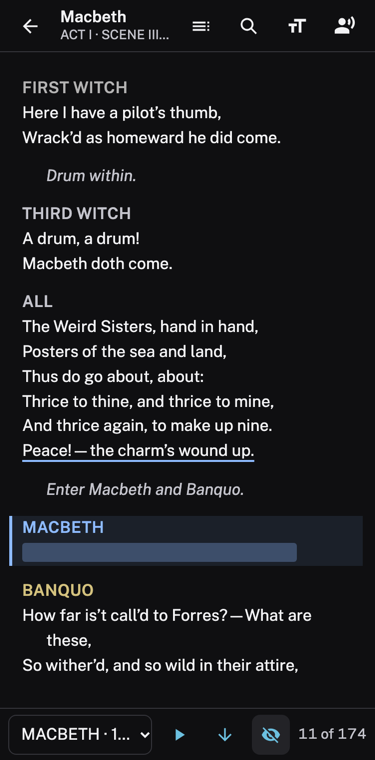 Macbeth
ACT I · SCENE III...
FIRST WITCH
Here I have a pilot’s thumb,
Wrack’d as homeward he did come.
Drum within.
THIRD WITCH
A drum, a drum!
Macbeth doth come.
ALL
The Weird Sisters, hand in hand,
Posters of the sea and land,
Thus do go about, about:
Thrice to thine, and thrice to mine,
And thrice again, to make up nine.
Peace!—the charm’s wound up.
Enter Macbeth and Banquo.
MACBETH
BANQUO
How far is’t call’d to Forres?—What are
these,
So wither’d, and so wild in their attire,
MACBETH · 1...
11 of 174